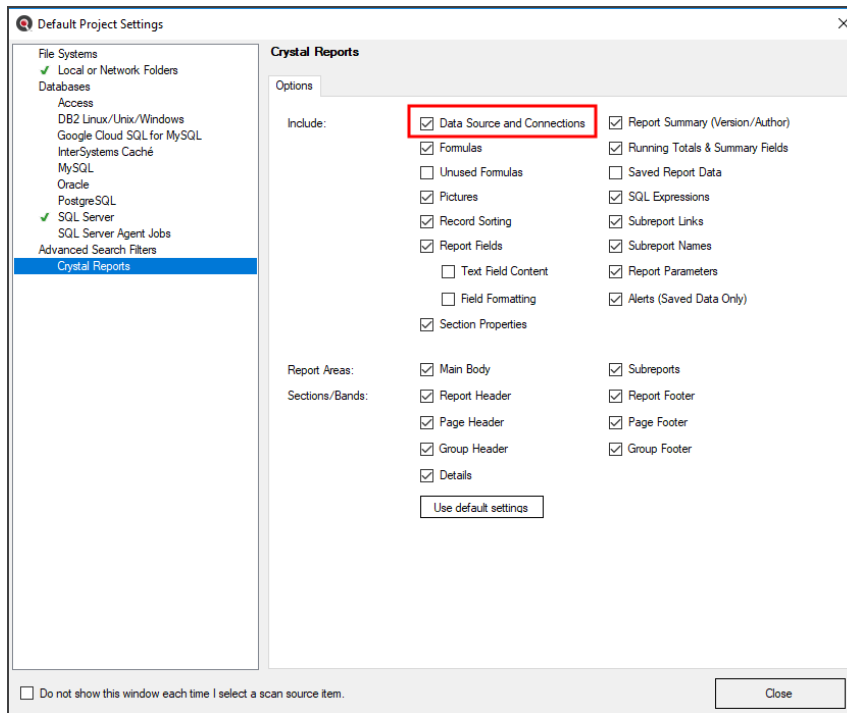 Default Project Settings
File Systems
Local or Network Folders
Databases
Access
DB2 Linux/Unix/Windows
Google Cloud SQL for MySQL
InterSystems Caché
MySQL
Oracle
PostgreSQL
SQL Server
SQL Server Agent Jobs
Advanced Search Filters
Crystal Reports
Crystal Reports
Options
Include:
Data Source and Connections
Report Summary (Version/Author)
Formulas
Running Totals & Summary Fields
Unused Formulas
Saved Report Data
Pictures
SQL Expressions
Record Sorting
Subreport Links
Report Fields
Subreport Names
Text Field Content
Report Parameters
Field Formatting
Alerts (Saved Data Only)
Section Properties
Report Areas:
Main Body
Subreports
Sections/Bands:
Report Header
Report Footer
Page Header
Page Footer
Group Header
Group Footer
Details
Use default settings
Do not show this window each time I select a scan source item.
Close